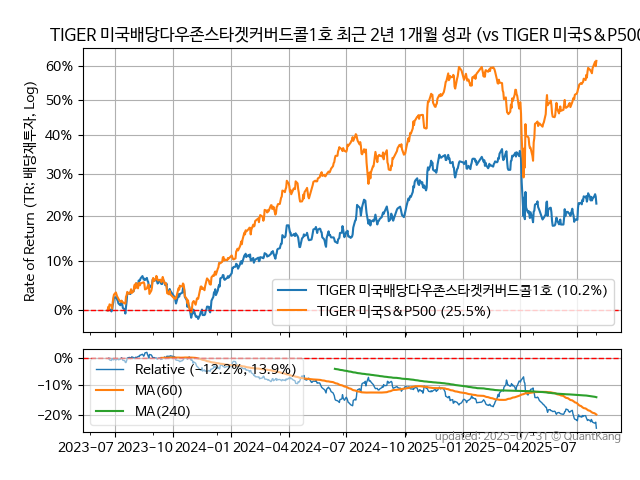 TIGER 미국배당다우존스타겟커버드콜1호 최근 2년 1개월 성과 (vs TIGER 미국S&P500
60%
50%
40%
30%
20%
10%
0%
Rate of Return (TR: 배당재투자, Log)
TIGER 미국배당다우존스타겟커버드콜1호 (10.2%)
TIGER 미국S&P500 (25.5%)
0%
−10%
−20%
Relative (−12.2%, 13.9%)
MA(60)
MA(240)
updated: 2025-07-31 © QuantKang
2023-07 2023-10 2024-01 2024-04 2024-07 2024-10 2025-01 2025-04 2025-07